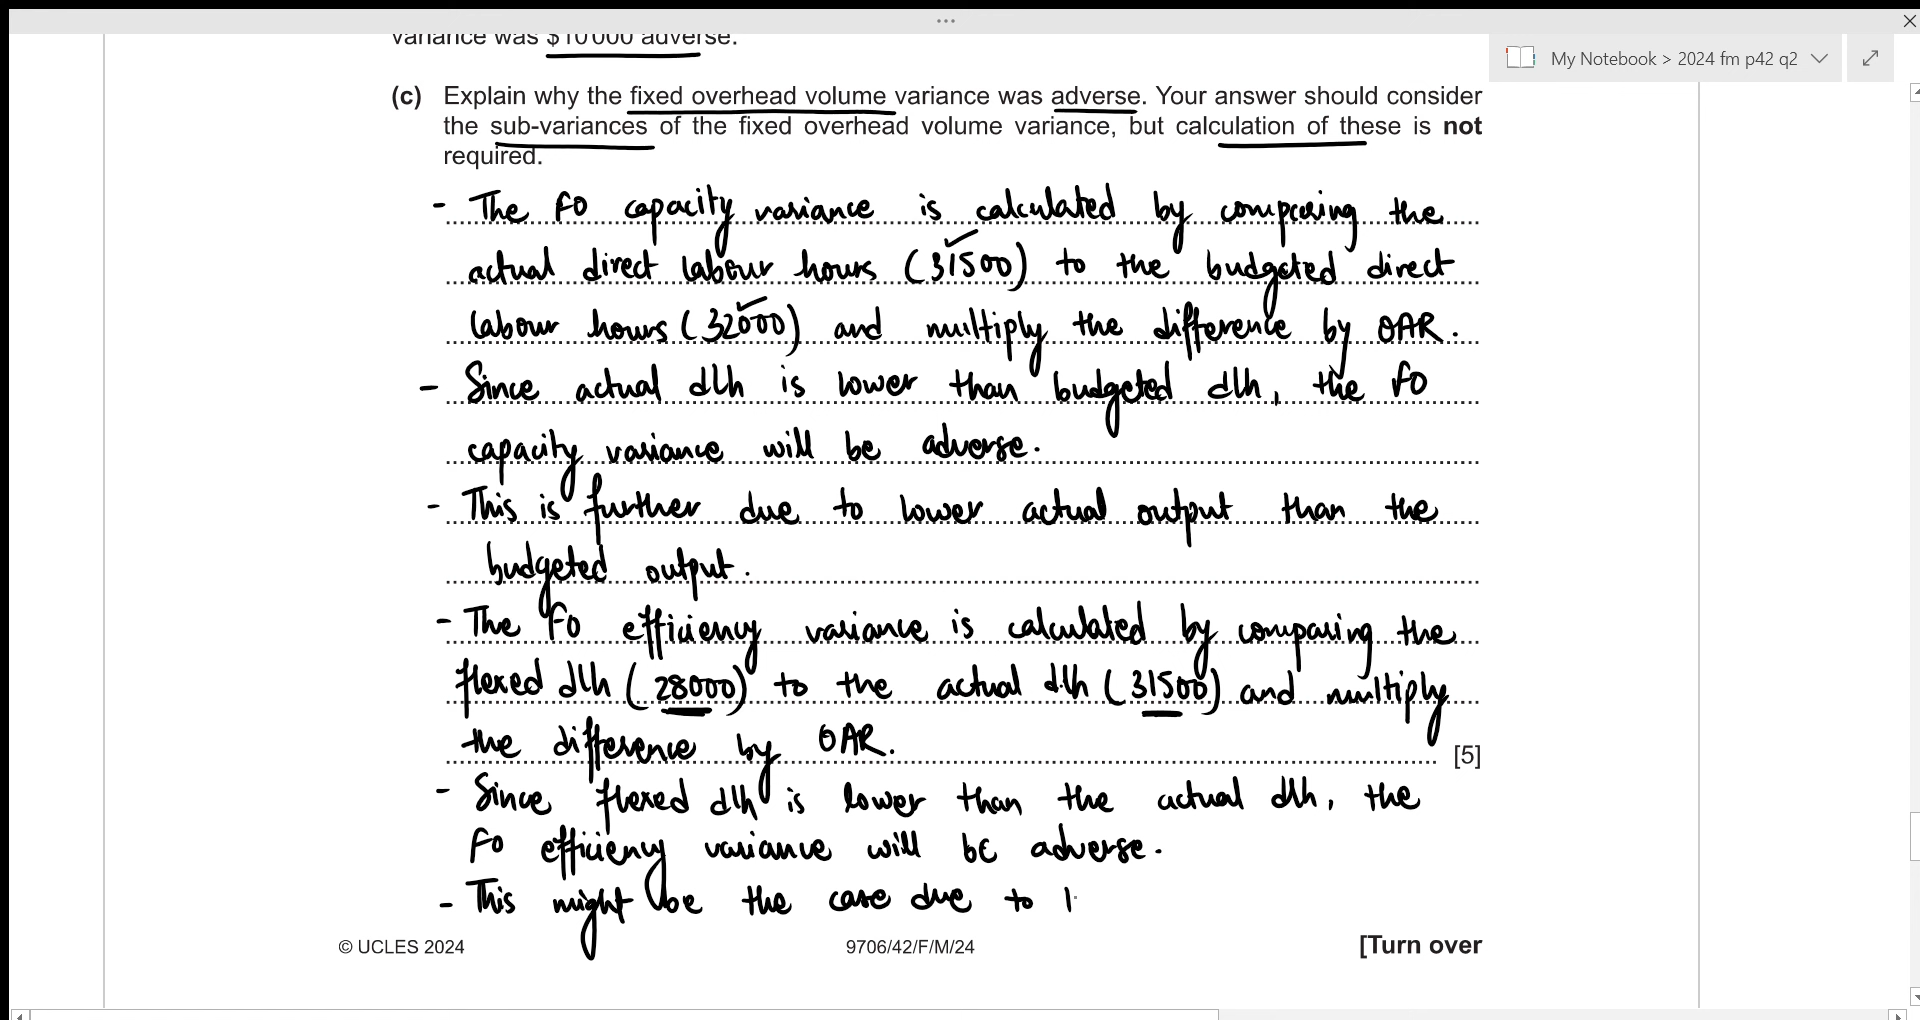 variance was $10 000 adverse.
My Notebook > 2024 fm p42 q2
(c) Explain why the fixed overhead volume variance was adverse. Your answer should consider
the sub-variances of the fixed overhead volume variance, but calculation of these is not
required.
- The FO capacity variance is calculated by comparing the
actual direct labour hours (31500) to the budgeted direct
labour hours (32000) and multiply the difference by OAR.
- Since actual dlh is lower than budgeted dlh, the FO
capacity variance will be adverse.
- This is further due to lower actual output than the
budgeted output.
- The FO efficiency variance is calculated by comparing the
flexed dlh (28000) to the actual dlh (31500) and multiply
the difference by OAR.
[5]
- Since flexed dlh is lower than the actual dlh, the
FO efficiency variance will be adverse.
- This might be the case due to
© UCLES 2024 9706/42/F/M/24 [Turn over